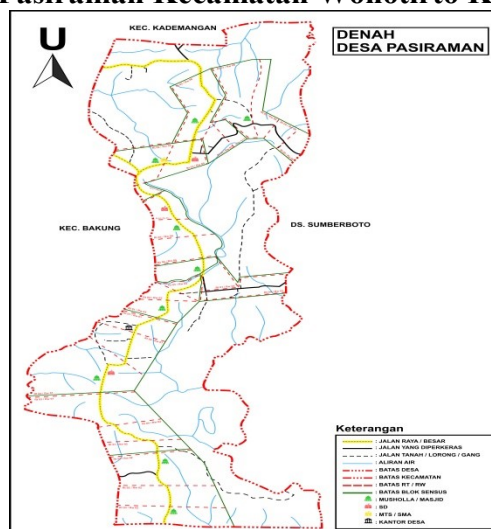 Pasiraman Kecamatan Wonotirto K
KEC. KADEMANGAN
U
DENAH
DESA PASIRAMAN
KEC. BAKUNG
DS. SUMBERBOTO
Keterangan
: JALAN RAYA / BESAR
: JALAN YANG DIPERKERAS
: JALAN TANAH / LORONG / GANG
: ALIRAN AIR
: BATAS DESA
: BATAS KECAMATAN
: BATAS RT / RW
: BATAS BLOK SENSUS
: MUSHOLLA / MASJID
: SD
: MTS / SMA
: KANTOR DESA